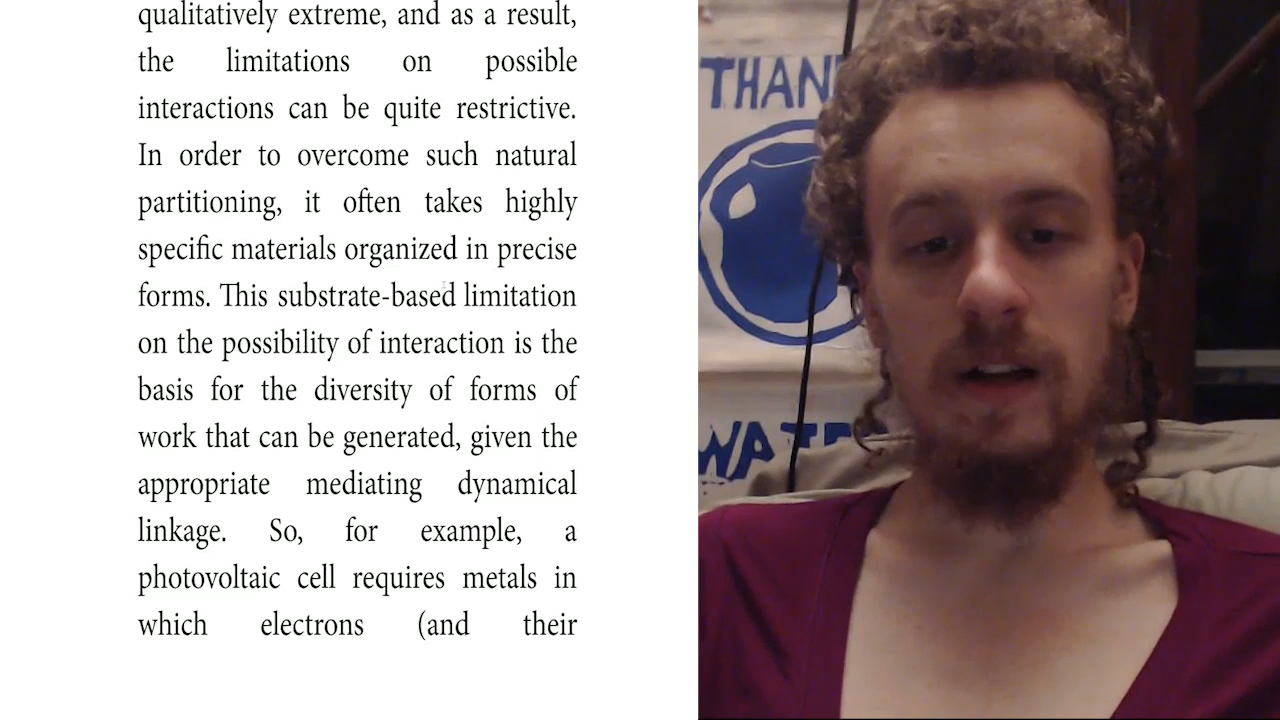 qualitatively extreme, and as a result,
the limitations on possible
interactions can be quite restrictive.
In order to overcome such natural
partitioning, it often takes highly
specific materials organized in precise
forms. This substrate-based limitation
on the possibility of interaction is the
basis for the diversity of forms of
work that can be generated, given the
appropriate mediating dynamical
linkage. So, for example, a
photovoltaic cell requires metals in
which electrons (and their
THAN
WATE